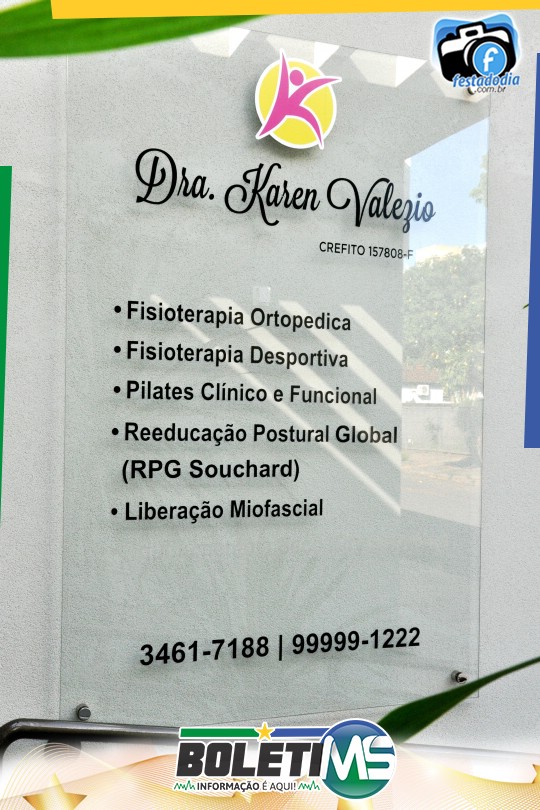 f
festadodia
.com.br
Dra. Karen Valezio
CREFITO 157808-F
• Fisioterapia Ortopedica
• Fisioterapia Desportiva
• Pilates Clínico e Funcional
• Reeducação Postural Global
(RPG Souchard)
• Liberação Miofascial
3461-7188 | 99999-1222
BOLETIMS
INFORMAÇÃO É AQUI!